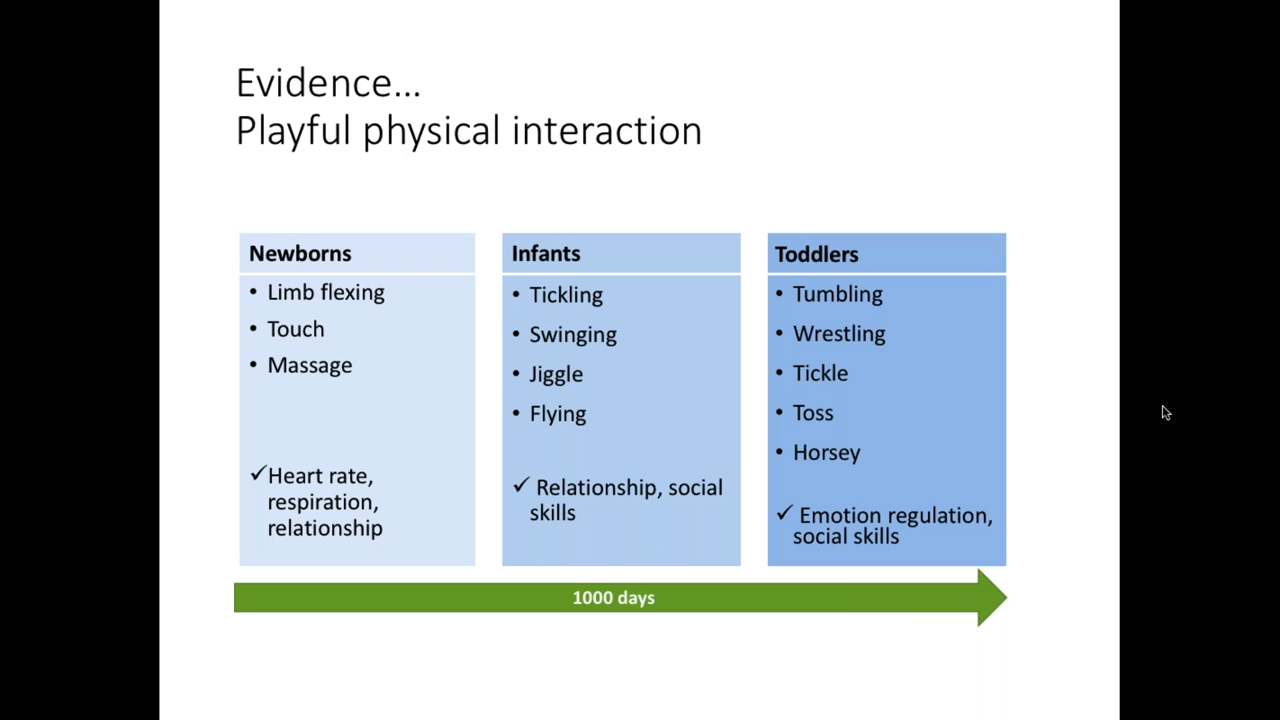 Evidence...
Playful physical interaction
Newborns
• Limb flexing
• Touch
• Massage
✓Heart rate,
respiration,
relationship
Infants
• Tickling
• Swinging
• Jiggle
• Flying
✓ Relationship, social
skills
Toddlers
• Tumbling
• Wrestling
• Tickle
• Toss
• Horsey
✓ Emotion regulation,
social skills
1000 days